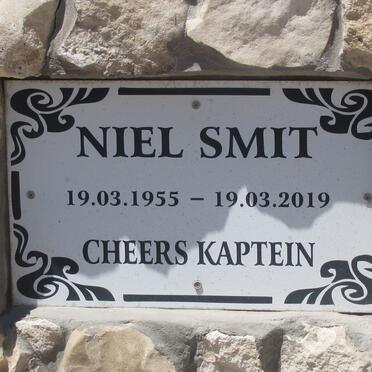 NIEL SMIT
19.03.1955 – 19.03.2019
CHEERS KAPTEIN